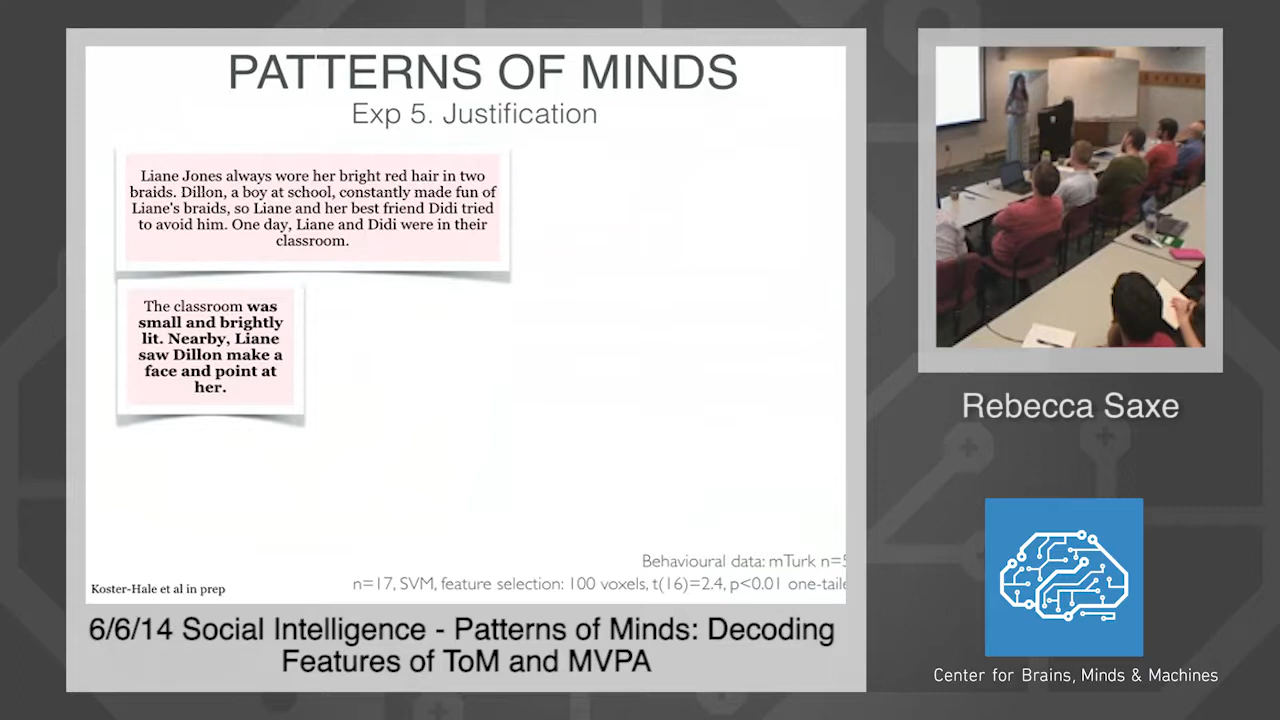 PATTERNS OF MINDS
Exp 5. Justification
Liane Jones always wore her bright red hair in two
braids. Dillon, a boy at school, constantly made fun of
Liane's braids, so Liane and her best friend Didi tried
to avoid him. One day, Liane and Didi were in their
classroom.
The classroom was
small and brightly
lit. Nearby, Liane
saw Dillon make a
face and point at
her.
Behavioural data: mTurk
Koster-Hale et al in prep
n=17, SVM, feature selection: 100 voxels, t(16)=2.4, p<0.01
6/6/14 Social Intelligence - Patterns of Minds: Decoding
Features of ToM and MVPA
Rebecca Saxe
Center for Brains, Minds & Machines